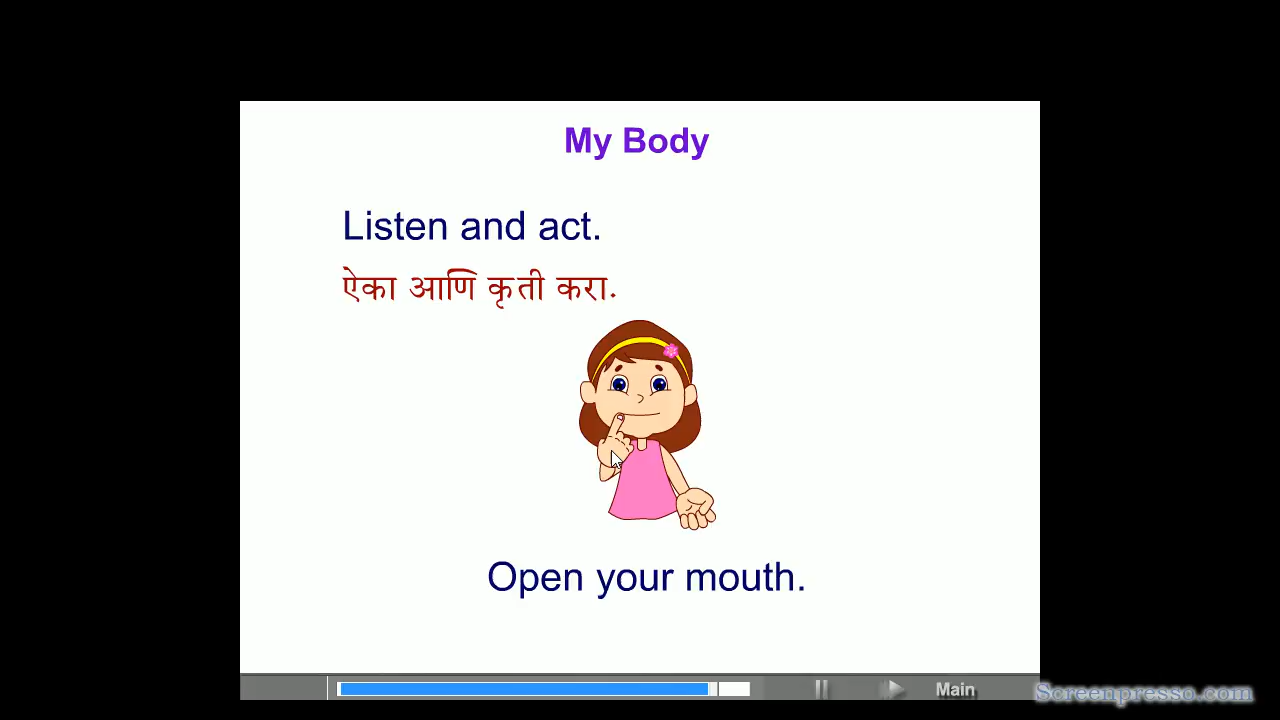 My Body
Listen and act.
ऐका आणि कृती करा.
Open your mouth.
Main
Screenpresso.com